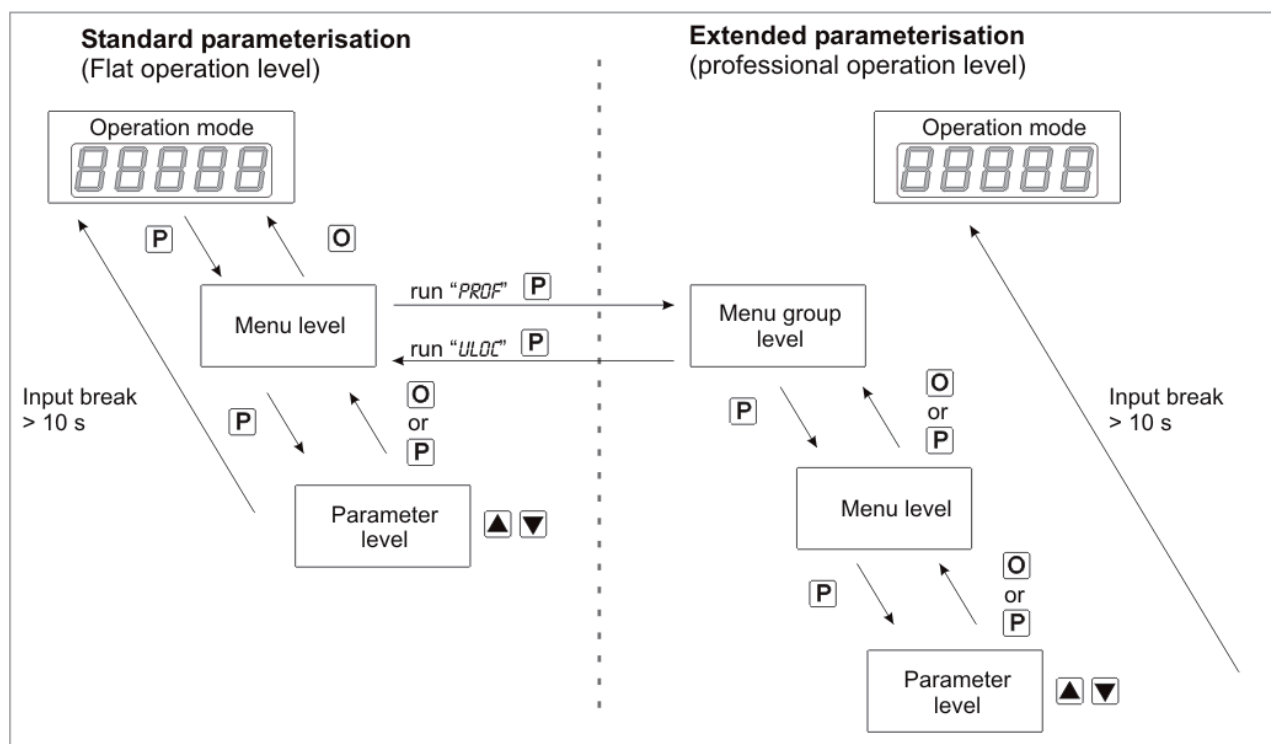 Standard parameterisation
(Flat operation level)
Operation mode
88888
P
O
Menu level
run “PROF” P
run “ULOC” P
Input break
> 10 s
P
O
or
P
Parameter
level
▲ ▼
Extended parameterisation
(professional operation level)
Operation mode
88888
Menu group
level
P
O
or
P
Input break
> 10 s
Menu level
P
O
or
P
Parameter
level
▲ ▼